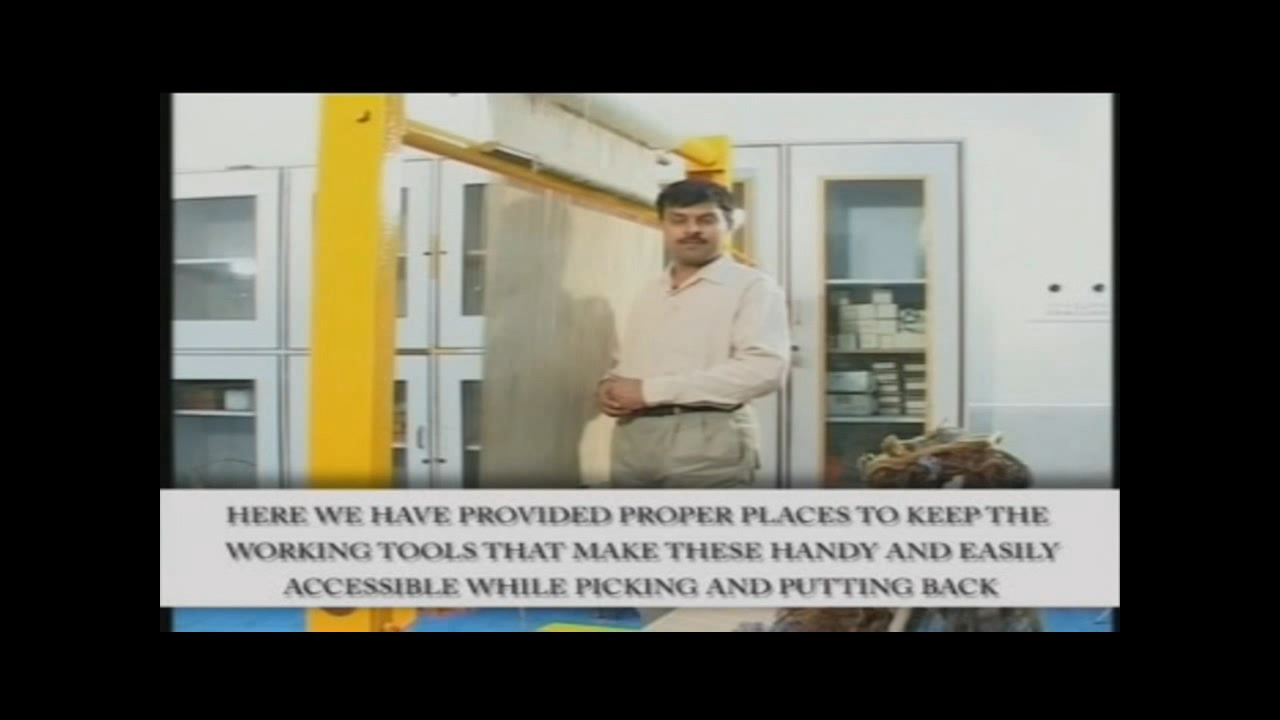 HERE WE HAVE PROVIDED PROPER PLACES TO KEEP THE
WORKING TOOLS THAT MAKE THESE HANDY AND EASILY
ACCESSIBLE WHILE PICKING AND PUTTING BACK